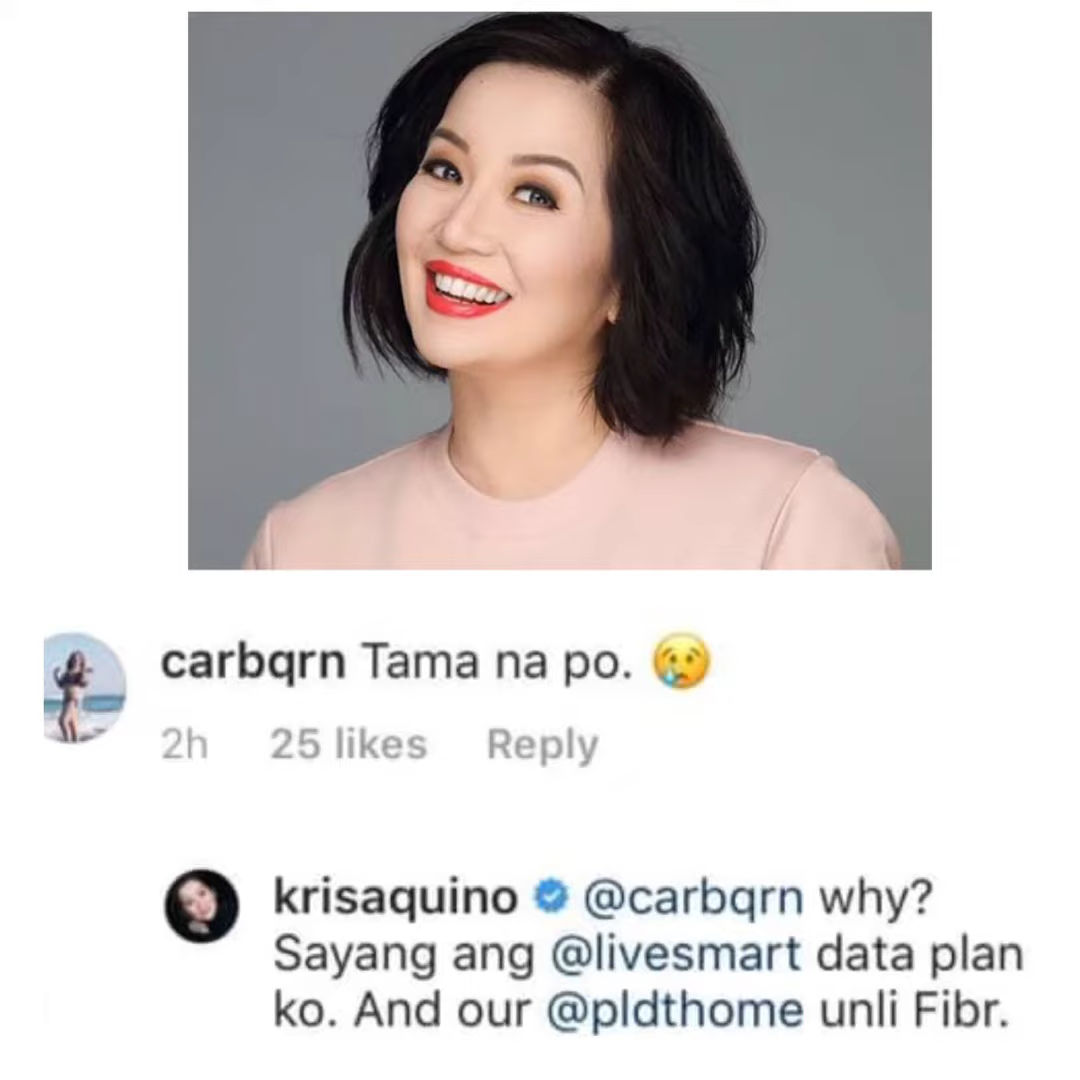 carbqrn Tama na po. 😢
2h 25 likes Reply
krisaquino @carbqrn why?
Sayang ang @livesmart data plan
ko. And our @pldthome unli Fibr.